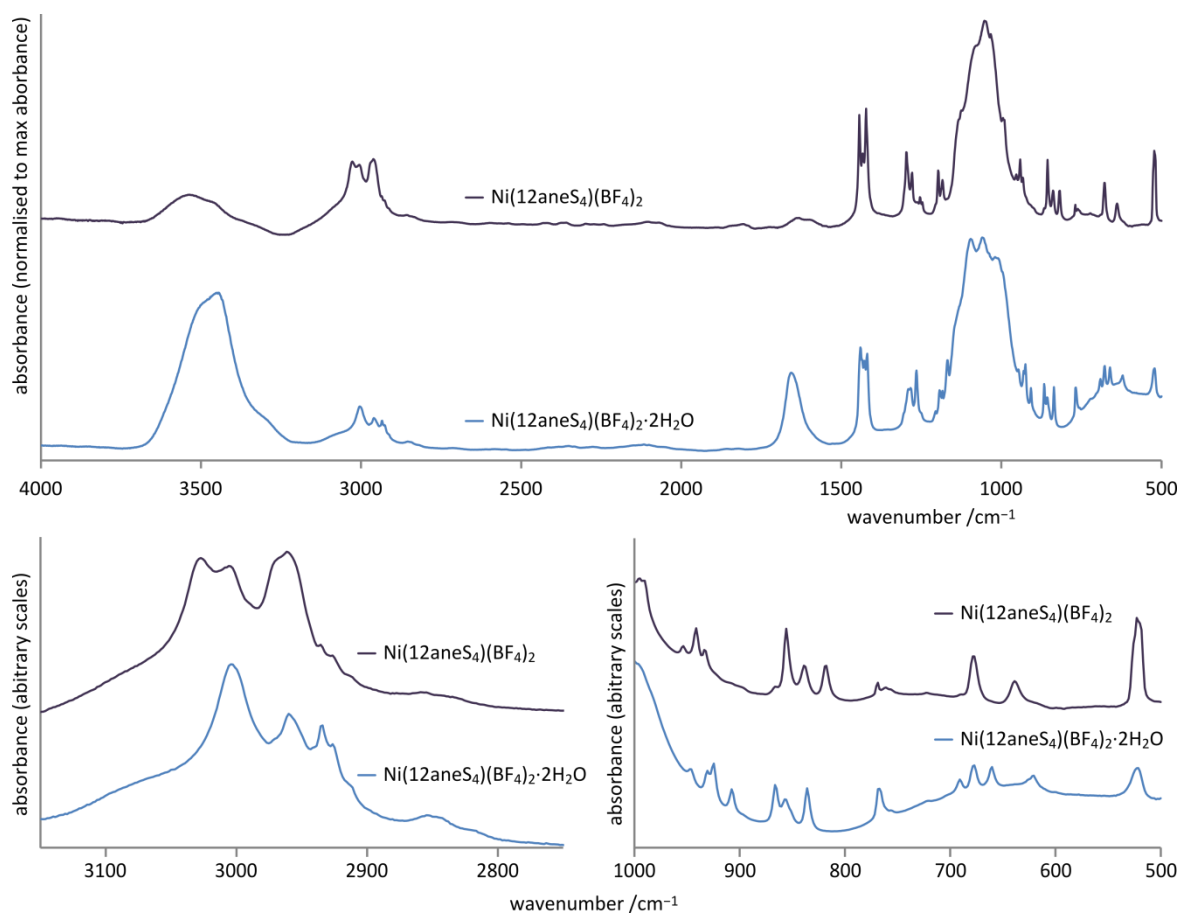 absorbance (normalised to max aborbance)
Ni(12aneS₄)(BF₄)₂
Ni(12aneS₄)(BF₄)₂·2H₂O
4000 3500 3000 2500 2000 1500 1000 500
wavenumber /cm⁻¹
absorbance (abitrary scales)
Ni(12aneS₄)(BF₄)₂
Ni(12aneS₄)(BF₄)₂·2H₂O
3100 3000 2900 2800
wavenumber /cm⁻¹
absorbance (abitrary scales)
Ni(12aneS₄)(BF₄)₂
Ni(12aneS₄)(BF₄)₂·2H₂O
1000 900 800 700 600 500